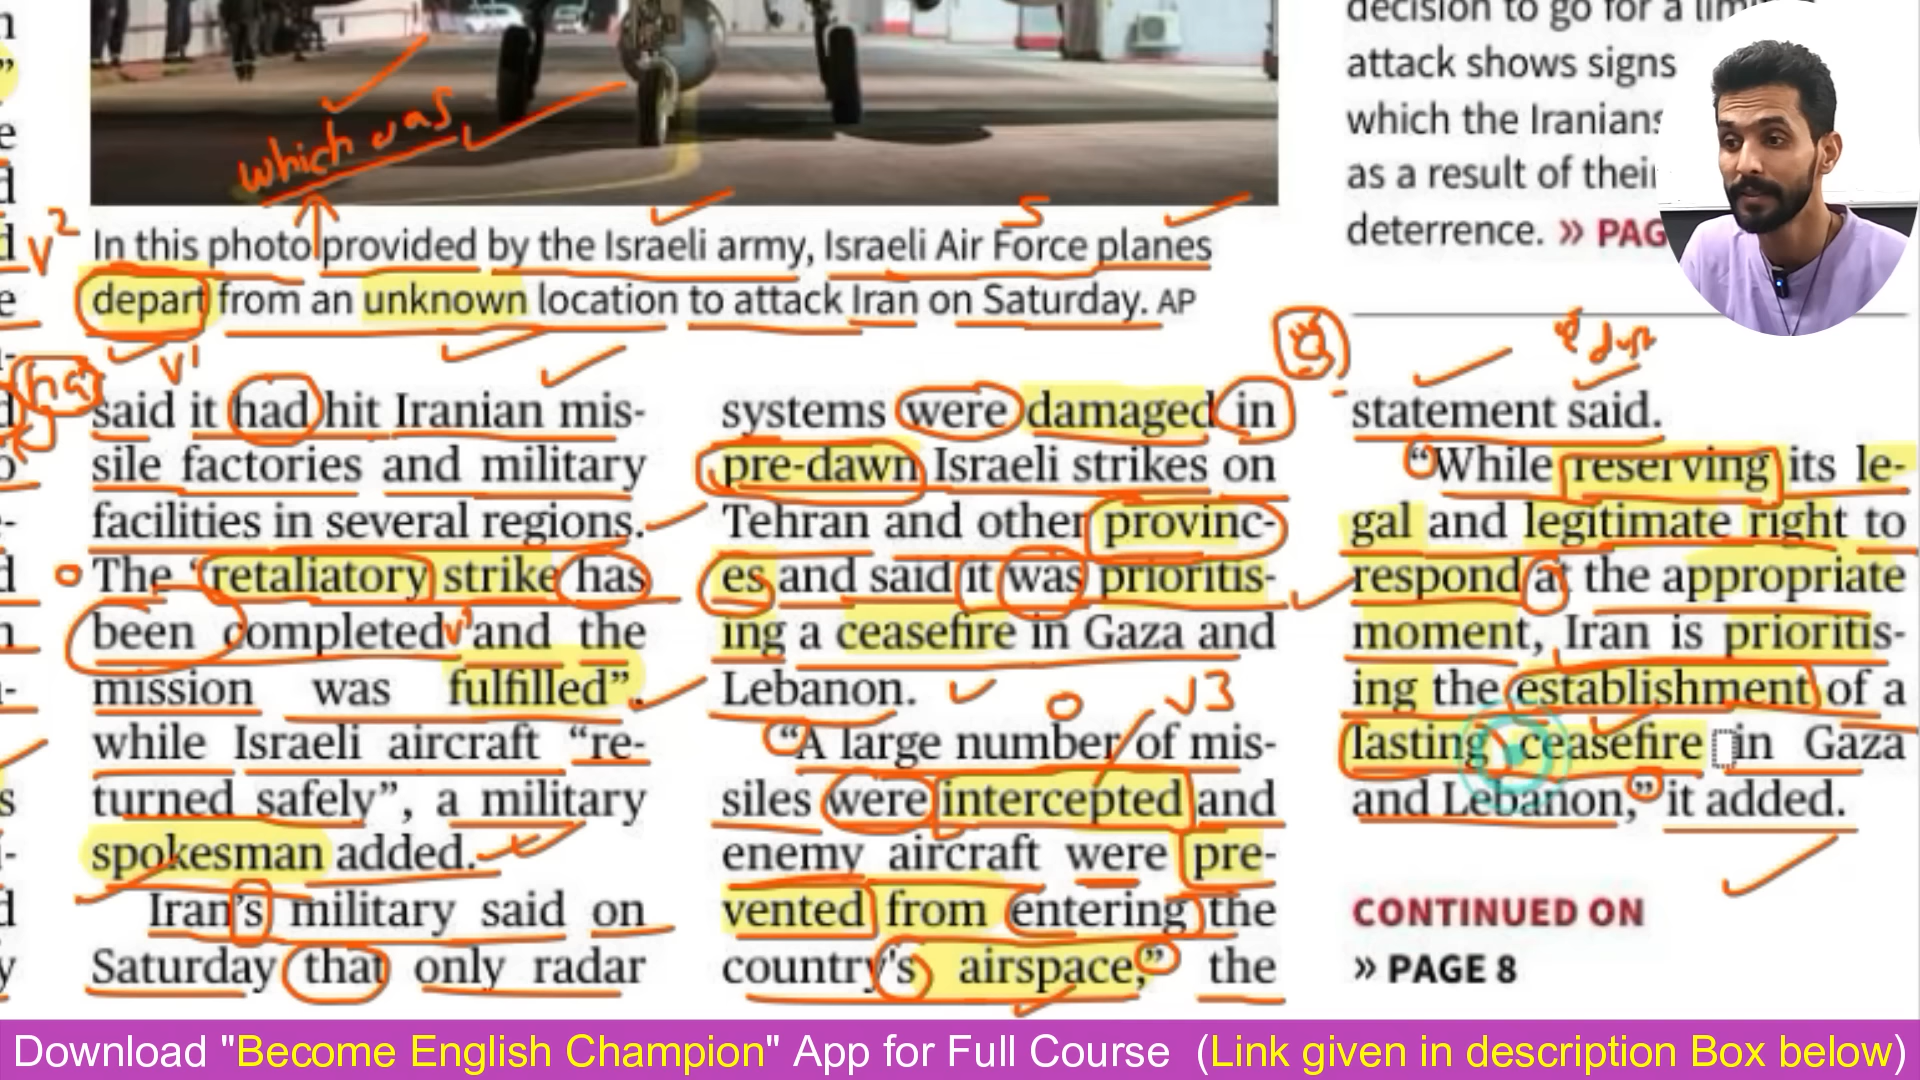 which was
V2
S
In this photo provided by the Israeli army, Israeli Air Force planes
depart from an unknown location to attack Iran on Saturday. AP
V1
said it had hit Iranian mis-
sile factories and military
facilities in several regions.
The “retaliatory strike has
been completed and the
V3
mission was fulfilled”,
while Israeli aircraft “re-
turned safely”, a military
spokesman added.
Iran’s military said on
Saturday that only radar
systems were damaged in
pre-dawn Israeli strikes on
Tehran and other provinc-
es and said it was prioritis-
ing a ceasefire in Gaza and
Lebanon.
V3
“A large number of mis-
siles were intercepted and
enemy aircraft were pre-
vented from entering the
country's airspace,” the
decision to go for a
attack shows signs
which the Iranians
as a result of their
deterrence. » PAG
statement said.
“While reserving its le-
gal and legitimate right to
respond at the appropriate
moment, Iran is prioritis-
ing the establishment of a
lasting ceasefire in Gaza
and Lebanon,” it added.
CONTINUED ON
» PAGE 8
Download "Become English Champion" App for Full Course (Link given in description Box below)